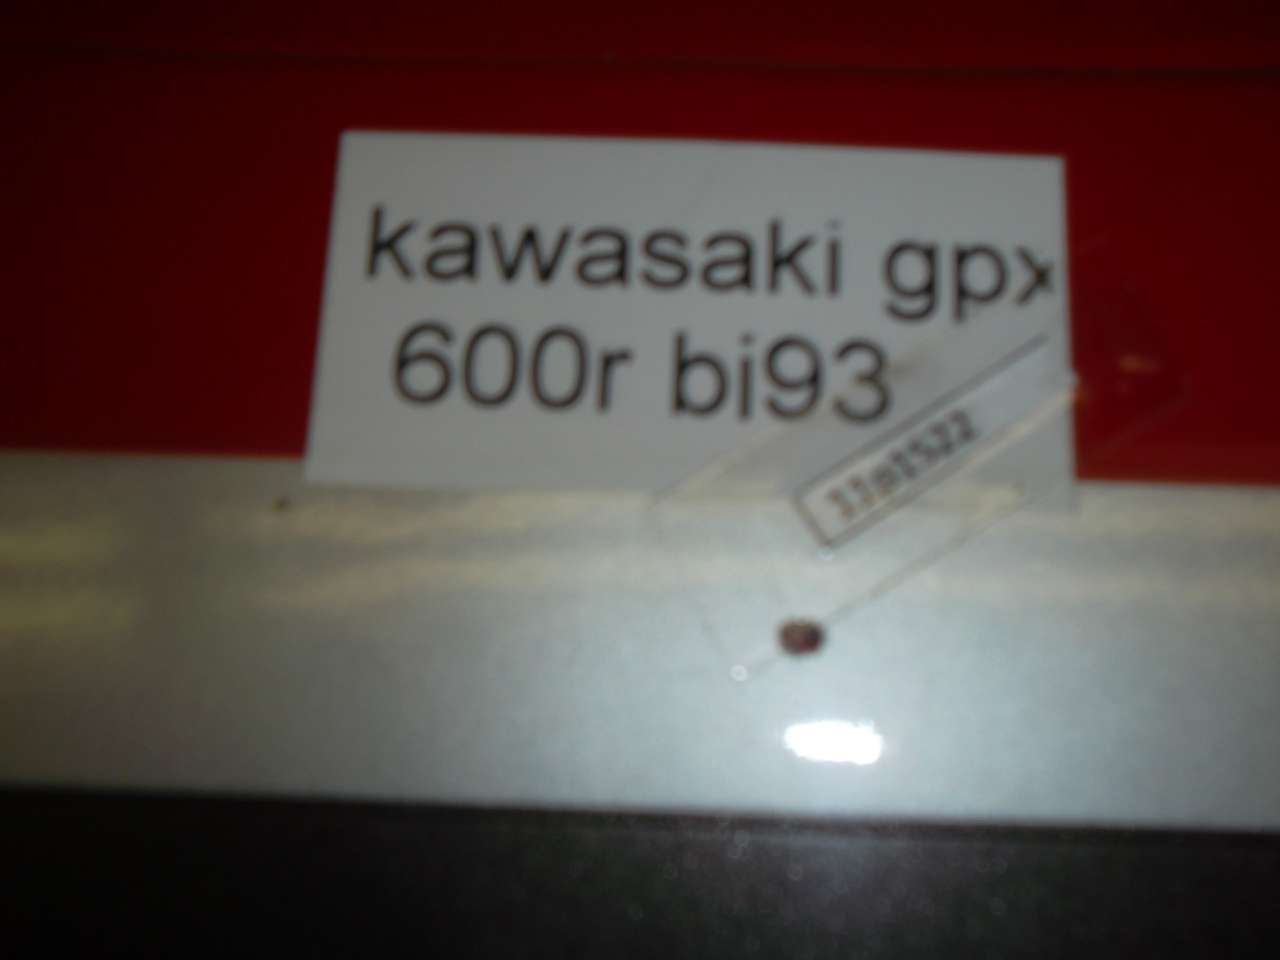 kawasaki gpx
600r bi93